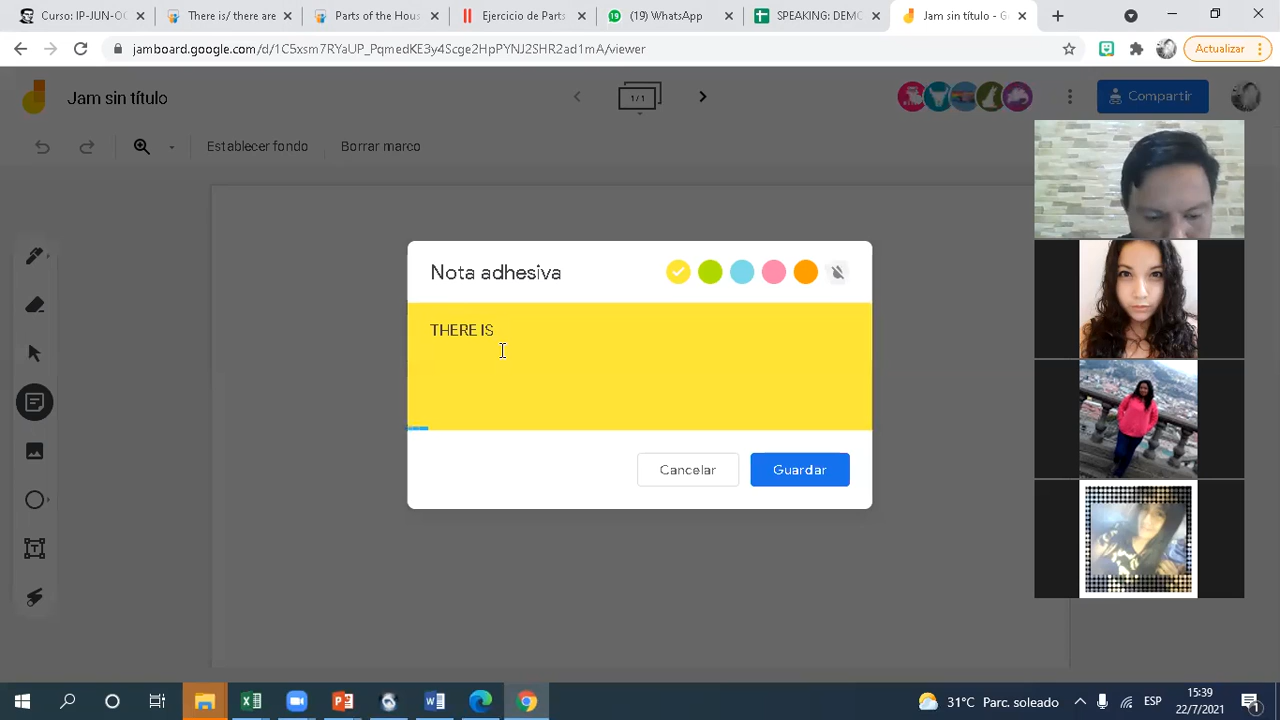 Curso: IP-JUN-OC
There is/ there are
Parts of the Hous
Ejercicio de Parts
(19) WhatsApp
SPEAKING: DEMO
Jam sin título - G
jamboard.google.com/d/1C5xsm7RYaUP_PqmedKE3y4Scge2HpPYNJ2SHR2ad1mA/viewer
Actualizar
Jam sin título
1/1
Compartir
Establecer fondo
Borrar marco
Nota adhesiva
THERE IS
Cancelar
Guardar
31°C Parc. soleado
ESP
15:39
22/7/2021
1